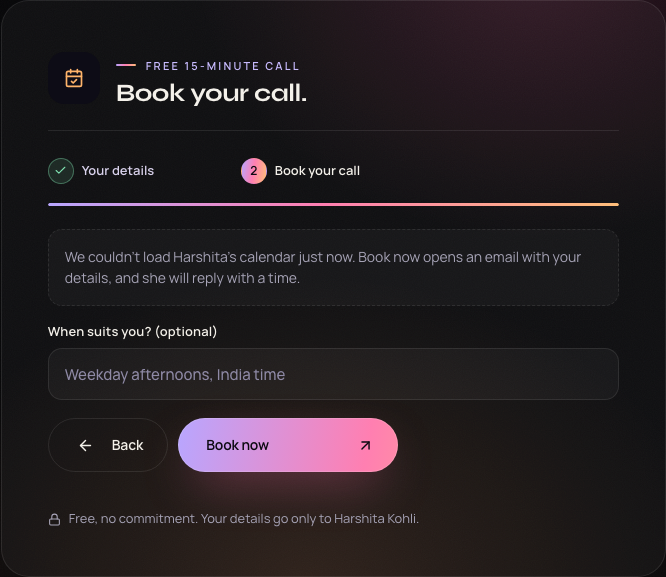 FREE 15-MINUTE CALL
Book your call.
Your details
2 Book your call
We couldn't load Harshita's calendar just now. Book now opens an email with your
details, and she will reply with a time.
When suits you? (optional)
Weekday afternoons, India time
Back
Book now
Free, no commitment. Your details go only to Harshita Kohli.